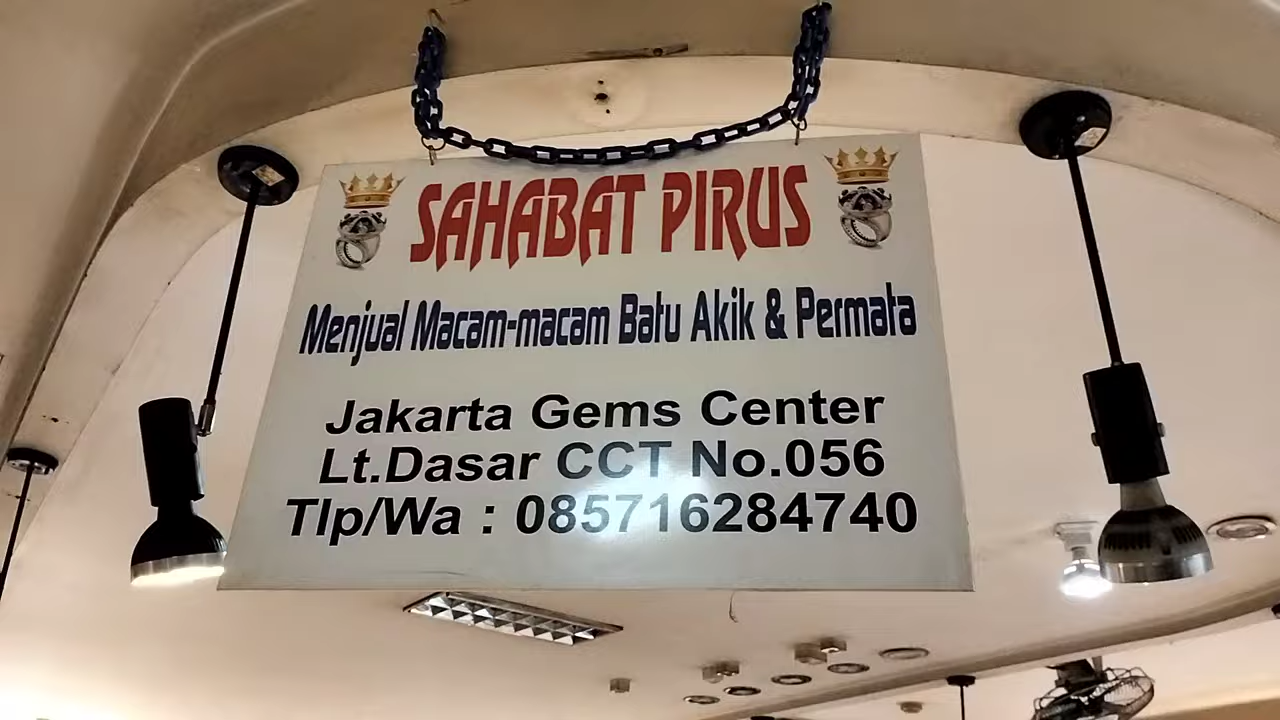 SAHABAT PIRUS
Menjual Macam-macam Batu Akik & Permata
Jakarta Gems Center
Lt.Dasar CCT No.056
Tlp/Wa : 085716284740